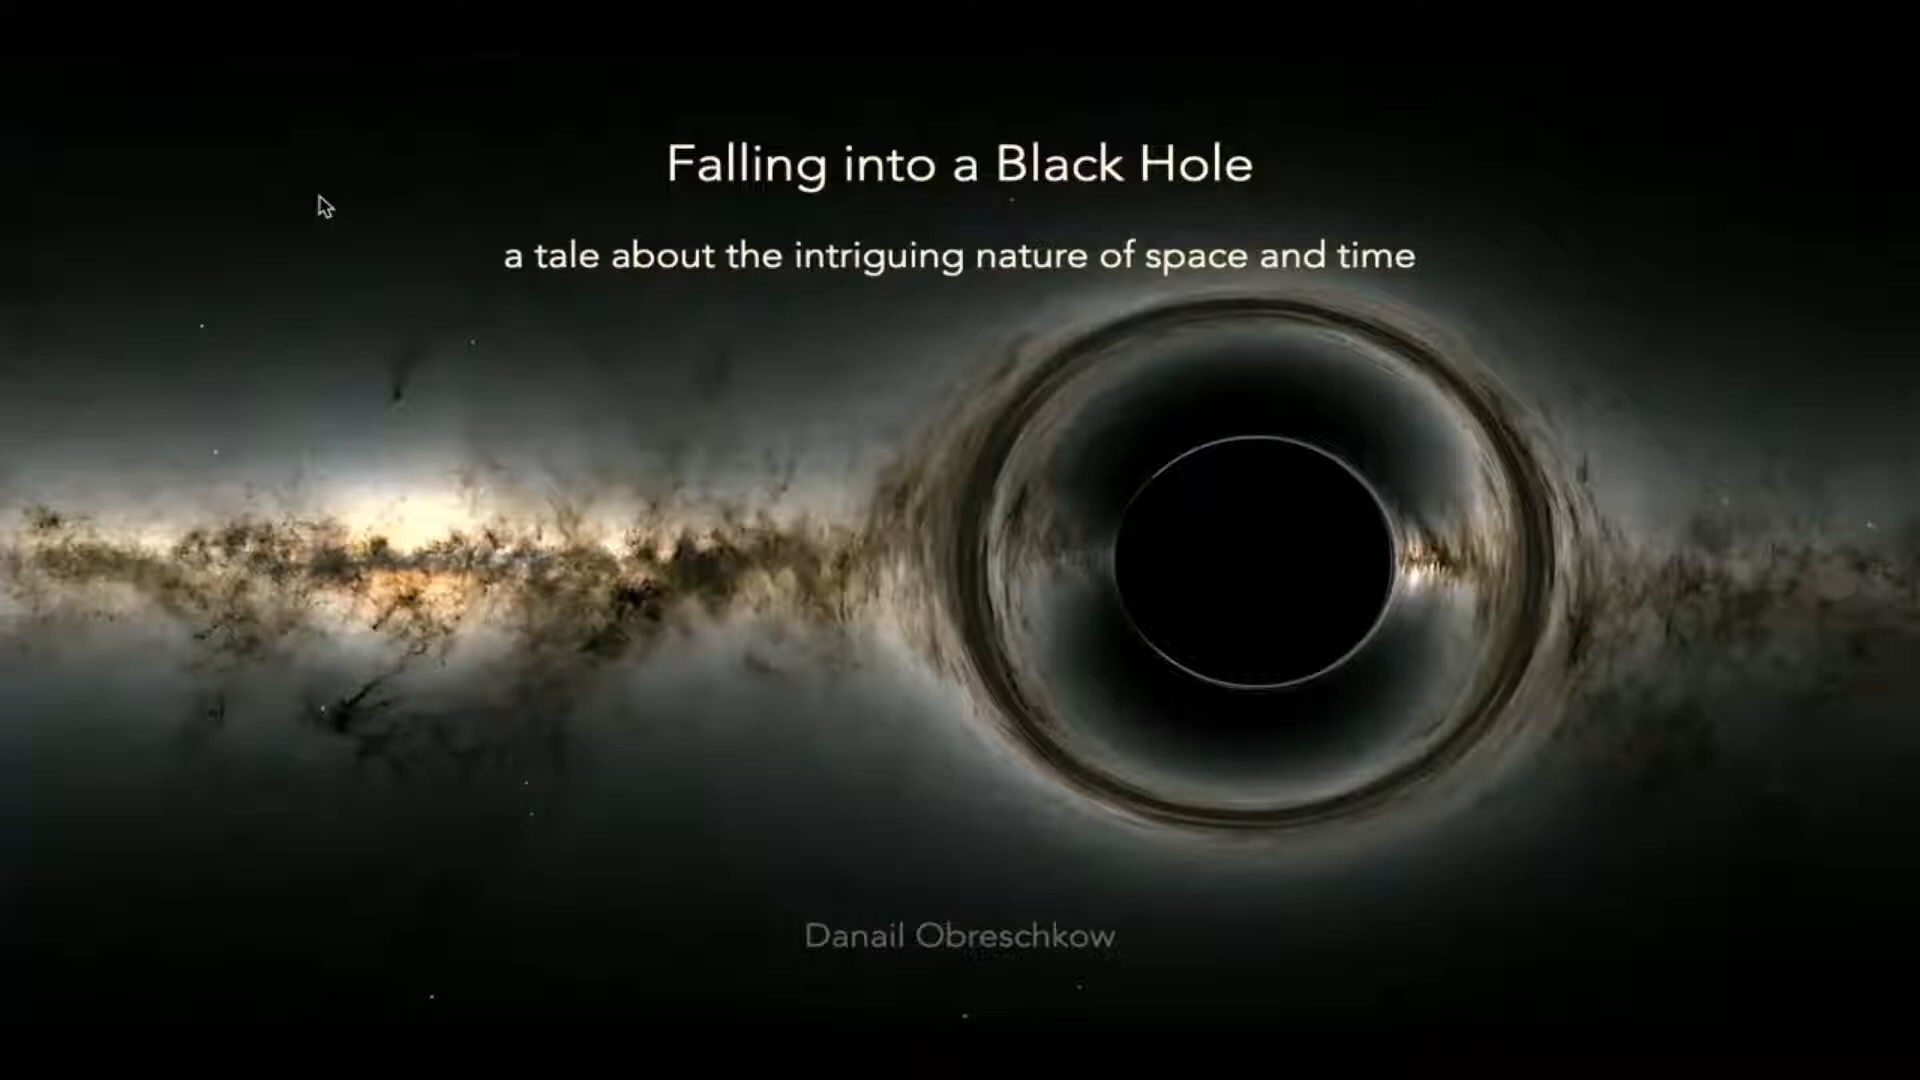 Falling into a Black Hole
a tale about the intriguing nature of space and time
Danail Obreschkow